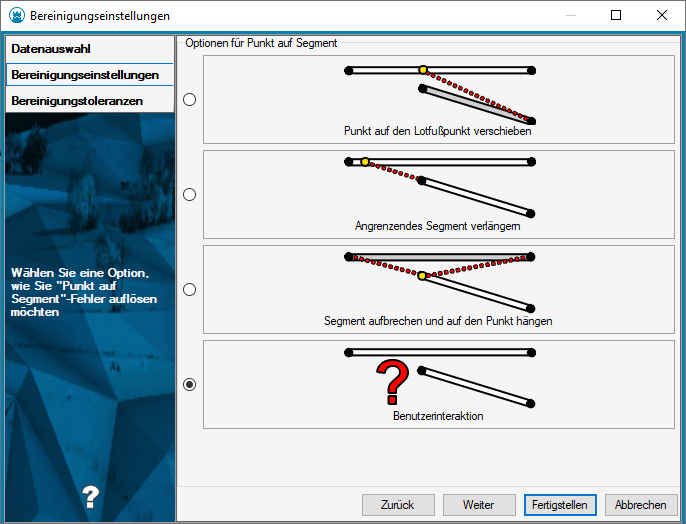 Bereinigungseinstellungen
Datenauswahl
Bereinigungseinstellungen
Bereinigungstoleranzen
Wählen Sie eine Option,
wie Sie "Punkt auf
Segment"-Fehler auflösen
möchten
?
Optionen für Punkt auf Segment
Punkt auf den Lotfußpunkt verschieben
Angrenzendes Segment verlängern
Segment aufbrechen und auf den Punkt hängen
?
Benutzerinteraktion
Zurück
Weiter
Fertigstellen
Abbrechen